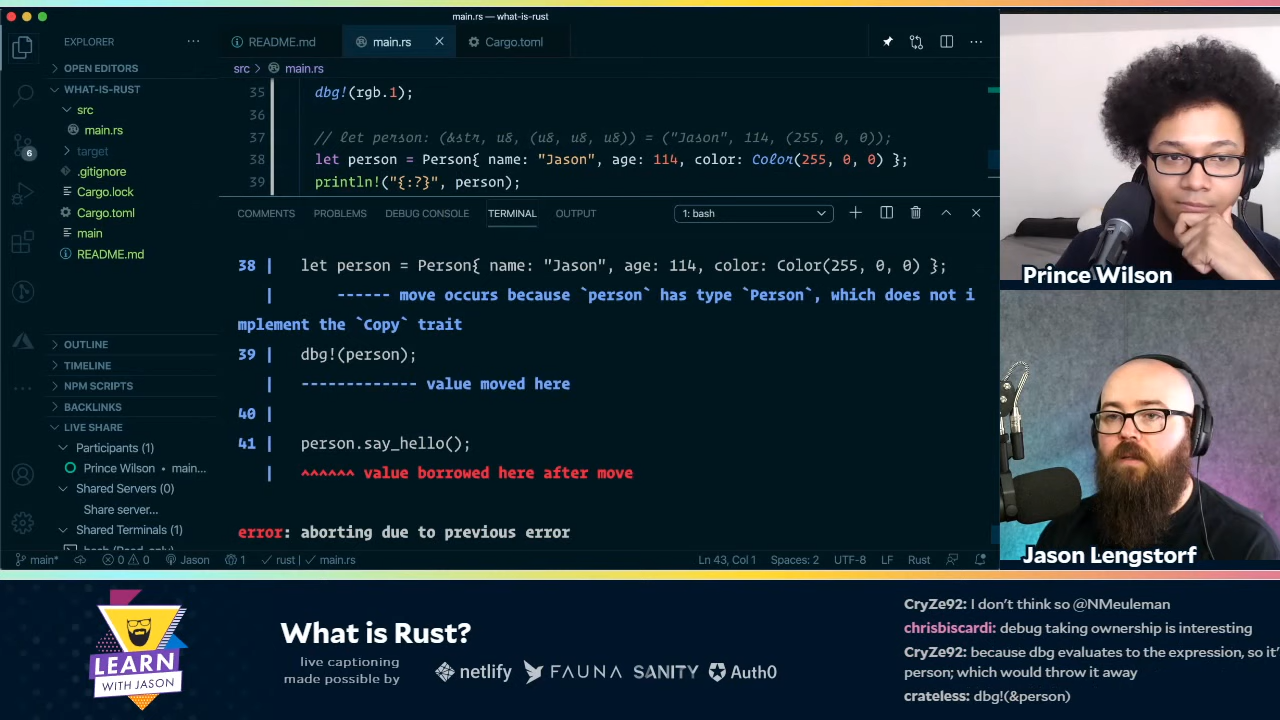 main.rs — what-is-rust
EXPLORER
README.md
main.rs
Cargo.toml
OPEN EDITORS
WHAT-IS-RUST
src
main.rs
target
.gitignore
Cargo.lock
Cargo.toml
main
README.md
OUTLINE
TIMELINE
NPM SCRIPTS
BACKLINKS
LIVE SHARE
Participants (1)
Prince Wilson • main...
Shared Servers (0)
Share server...
Shared Terminals (1)
6
src > main.rs
35 dbg!(rgb.1);
36
37 // let person: (&str, u8, (u8, u8, u8)) = ("Jason", 114, (255, 0, 0));
38 let person = Person{ name: "Jason", age: 114, color: Color(255, 0, 0) };
39 println!("{:?}", person);
COMMENTS PROBLEMS DEBUG CONSOLE TERMINAL OUTPUT 1: bash
38 | let person = Person{ name: "Jason", age: 114, color: Color(255, 0, 0) };
| ------ move occurs because `person` has type `Person`, which does not i
mplement the `Copy` trait
39 | dbg!(person);
| ------------- value moved here
40 |
41 | person.say_hello();
| ^^^^^^ value borrowed here after move
error: aborting due to previous error
main* 0 0 Jason 1 rust main.rs Ln 43, Col 1 Spaces: 2 UTF-8 LF Rust
Prince Wilson
Jason Lengstorf
LEARN
WITH JASON
What is Rust?
live captioning
made possible by
netlify FAUNA SANITY Auth0
CryZe92: I don't think so @NMeuleman
chrisbiscardi: debug taking ownership is interesting
CryZe92: because dbg evaluates to the expression, so it'
person; which would throw it away
crateless: dbg!(&person)